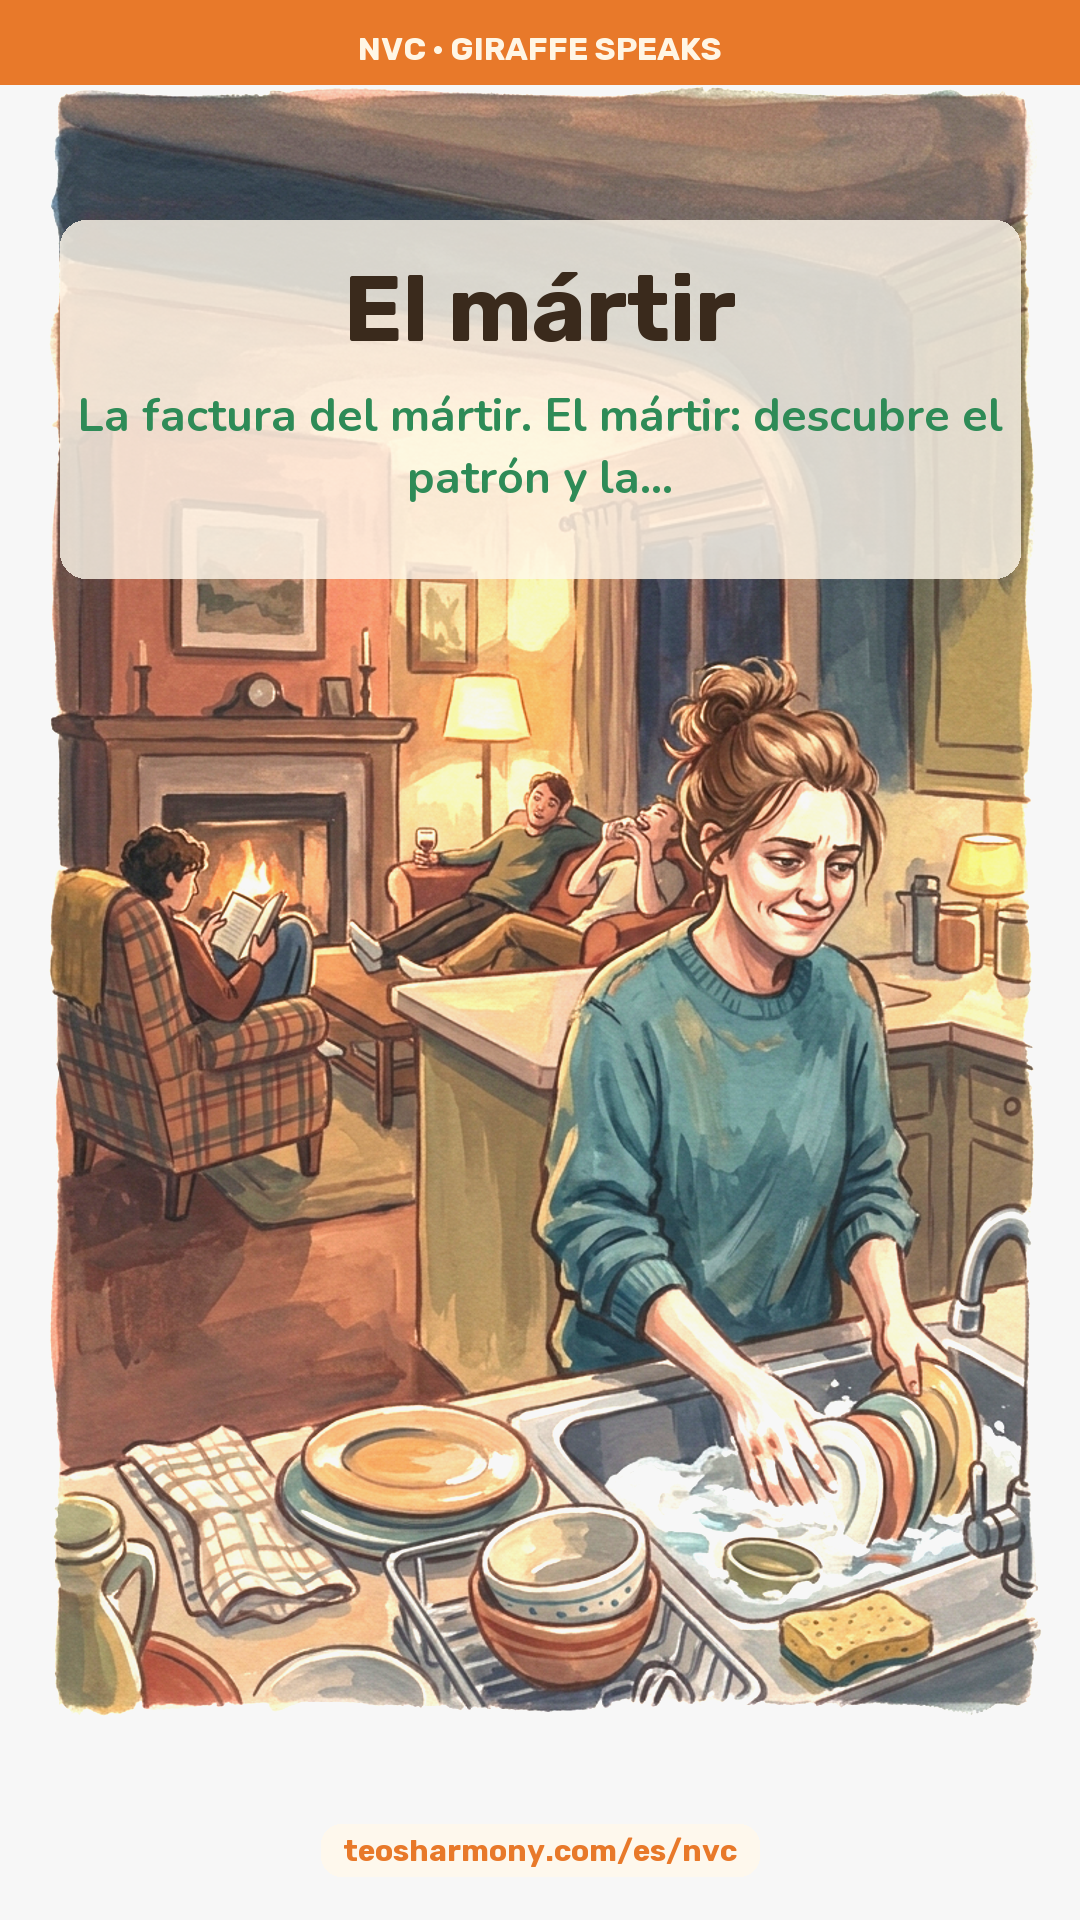 NVC • GIRAFFE SPEAKS
El mártir
La factura del mártir. El mártir: descubre el
patrón y la...
teosharmony.com/es/nvc